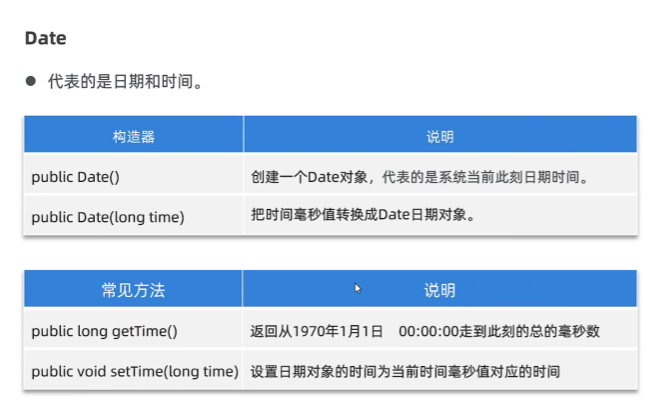 Date
● 代表的是日期和时间。
构造器 说明
public Date() 创建一个Date对象，代表的是系统当前此刻日期时间。
public Date(long time) 把时间毫秒值转换成Date日期对象。
常见方法 说明
public long getTime() 返回从1970年1月1日 00:00:00走到此刻的总的毫秒数
public void setTime(long time) 设置日期对象的时间为当前时间毫秒值对应的时间